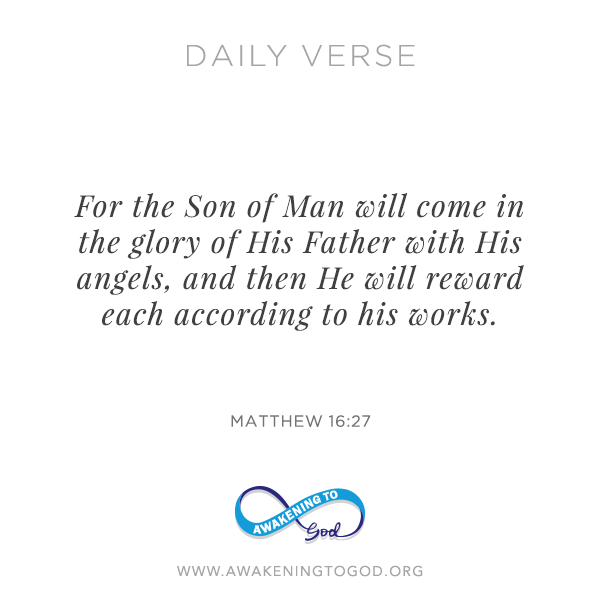 DAILY VERSE
For the Son of Man will come in
the glory of His Father with His
angels, and then He will reward
each according to his works.
MATTHEW 16:27
AWAKENING TO
God
WWW.AWAKENINGTOGOD.ORG